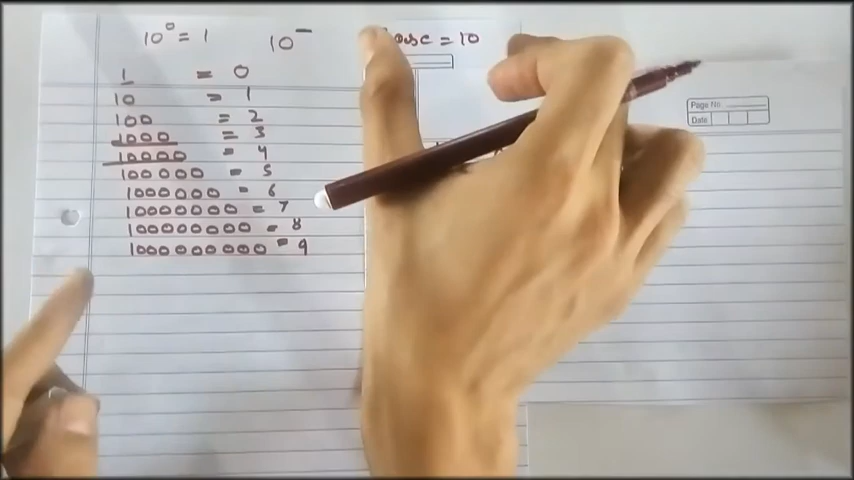 10⁰ = 1
10⁻
= 10
1 = 0
10 = 1
100 = 2
1000 = 3
10000 = 4
100000 = 5
1000000 = 6
10000000 = 7
100000000 = 8
1000000000 = 9
Page No
Date